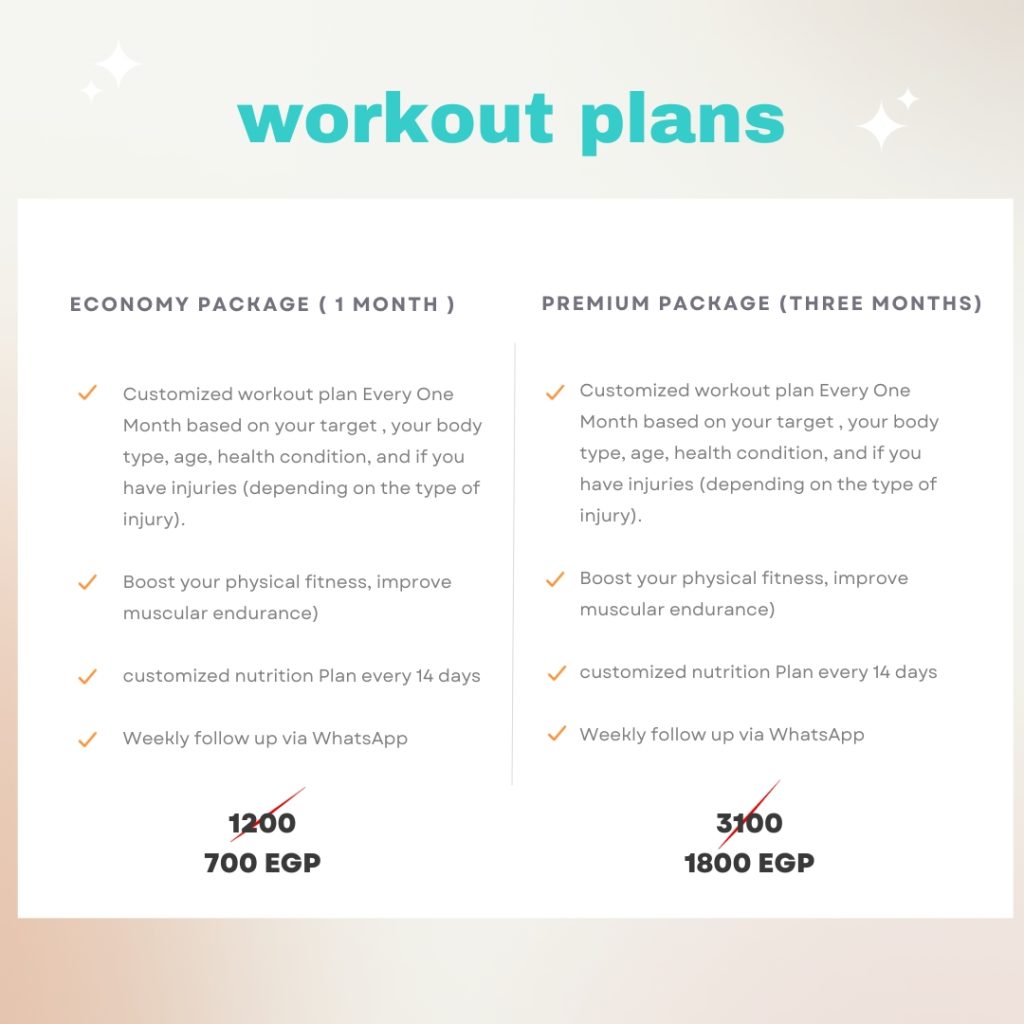 workout plans
ECONOMY PACKAGE ( 1 MONTH )
Customized workout plan Every One
Month based on your target , your body
type, age, health condition, and if you
have injuries (depending on the type of
injury).
Boost your physical fitness, improve
muscular endurance)
customized nutrition Plan every 14 days
Weekly follow up via WhatsApp
1200
700 EGP
PREMIUM PACKAGE (THREE MONTHS)
Customized workout plan Every One
Month based on your target , your body
type, age, health condition, and if you
have injuries (depending on the type of
injury).
Boost your physical fitness, improve
muscular endurance)
customized nutrition Plan every 14 days
Weekly follow up via WhatsApp
3100
1800 EGP